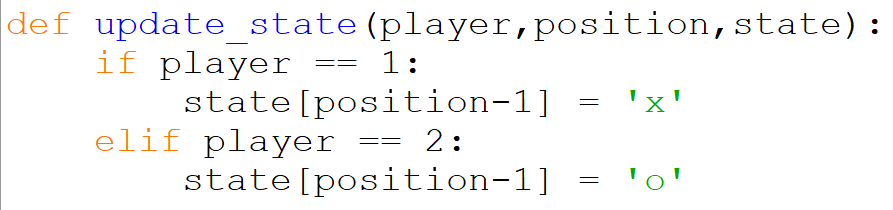 def update_state(player,position,state):
    if player == 1:
        state[position-1] = 'x'
    elif player == 2:
        state[position-1] = 'o'